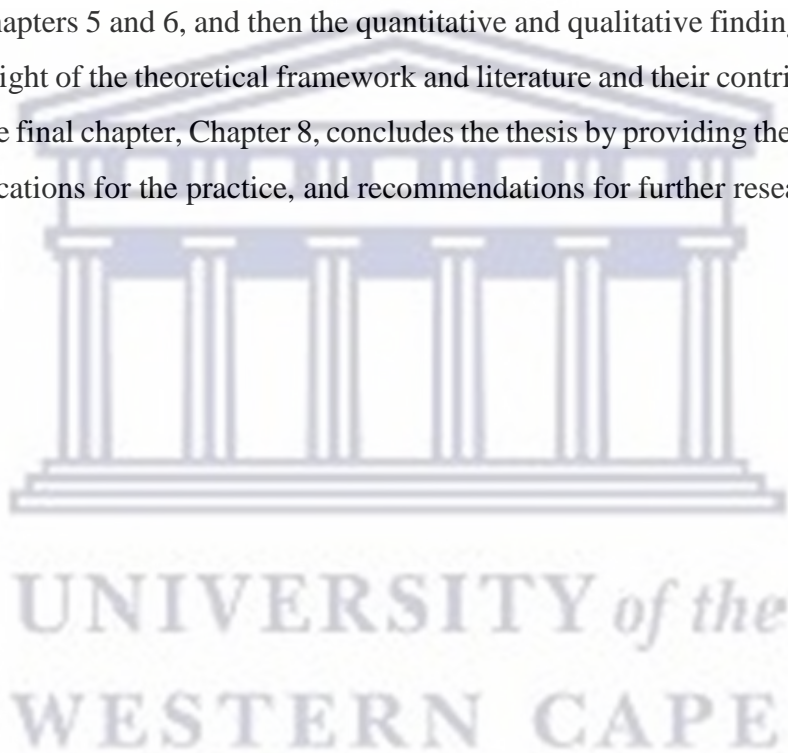 hapters 5 and 6, and then the quantitative and qualitative finding
ight of the theoretical framework and literature and their contri
e final chapter, Chapter 8, concludes the thesis by providing the
cations for the practice, and recommendations for further resea
UNIVERSITY of the
WESTERN CAPE